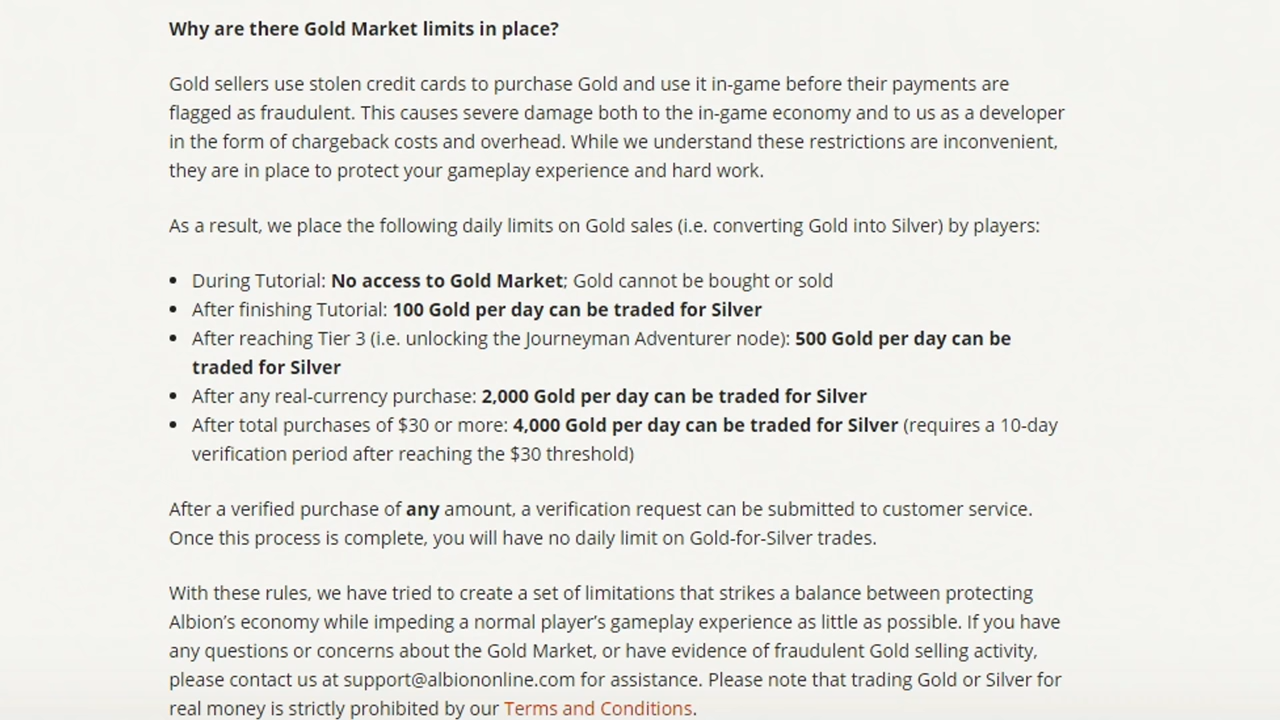 Why are there Gold Market limits in place?
Gold sellers use stolen credit cards to purchase Gold and use it in-game before their payments are
flagged as fraudulent. This causes severe damage both to the in-game economy and to us as a developer
in the form of chargeback costs and overhead. While we understand these restrictions are inconvenient,
they are in place to protect your gameplay experience and hard work.
As a result, we place the following daily limits on Gold sales (i.e. converting Gold into Silver) by players:
• During Tutorial: No access to Gold Market; Gold cannot be bought or sold
• After finishing Tutorial: 100 Gold per day can be traded for Silver
• After reaching Tier 3 (i.e. unlocking the Journeyman Adventurer node): 500 Gold per day can be
traded for Silver
• After any real-currency purchase: 2,000 Gold per day can be traded for Silver
• After total purchases of $30 or more: 4,000 Gold per day can be traded for Silver (requires a 10-day
verification period after reaching the $30 threshold)
After a verified purchase of any amount, a verification request can be submitted to customer service.
Once this process is complete, you will have no daily limit on Gold-for-Silver trades.
With these rules, we have tried to create a set of limitations that strikes a balance between protecting
Albion's economy while impeding a normal player's gameplay experience as little as possible. If you have
any questions or concerns about the Gold Market, or have evidence of fraudulent Gold selling activity,
please contact us at support@albiononline.com for assistance. Please note that trading Gold or Silver for
real money is strictly prohibited by our Terms and Conditions.